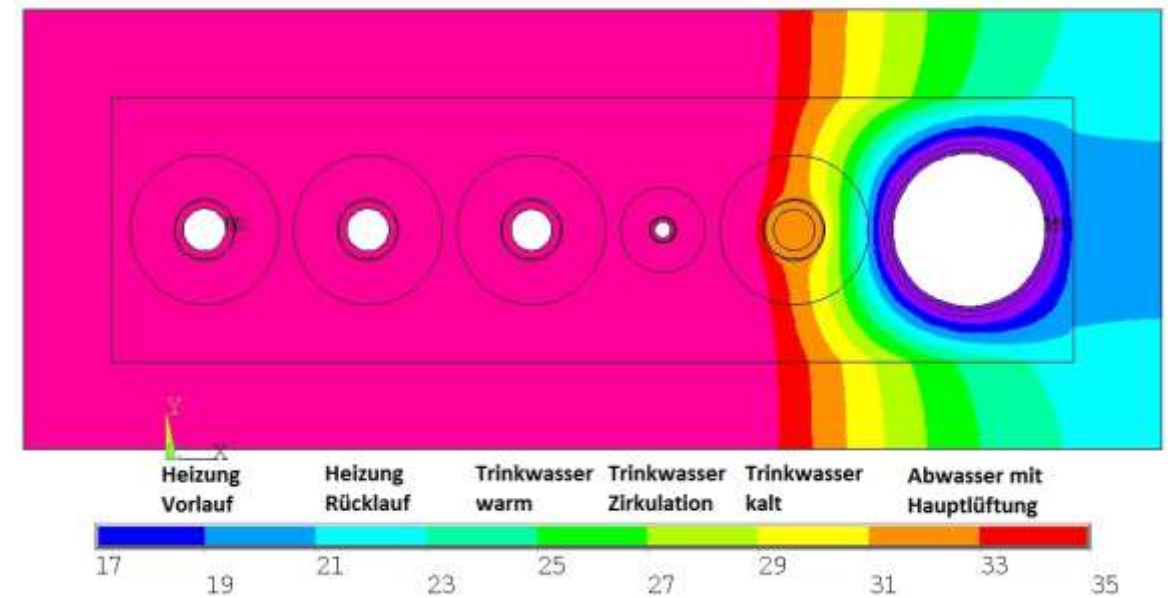 Y
X
Heizung Vorlauf
Heizung Rücklauf
Trinkwasser warm
Trinkwasser Zirkulation
Trinkwasser kalt
Abwasser mit Hauptlüftung
17 19 21 23 25 27 29 31 33 35